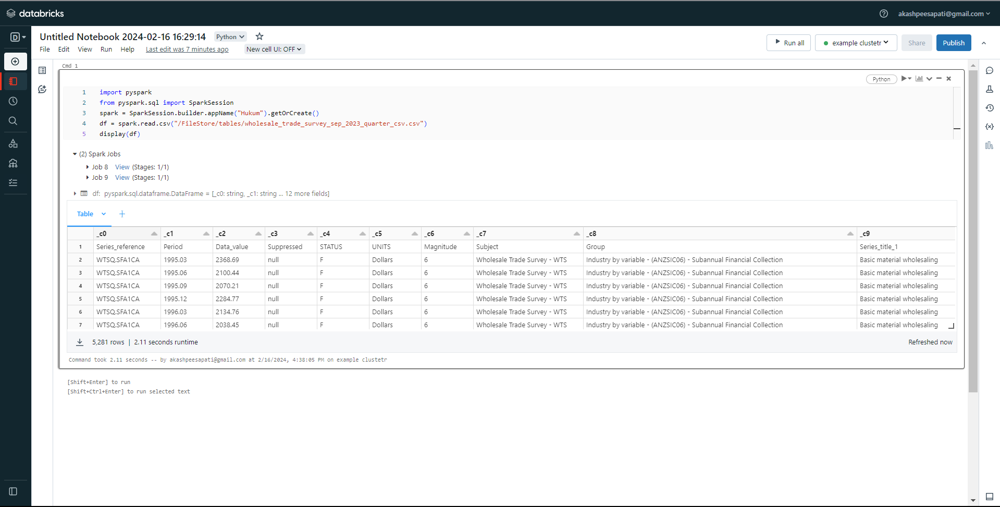 databricks
akashpeesapati@gmail.com
D
Untitled Notebook 2024-02-16 16:29:14 Python
File Edit View Run Help Last edit was 7 minutes ago New cell UI: OFF
Run all example clustetr Share Publish
Cmd 1
Python
1 import pyspark
2 from pyspark.sql import SparkSession
3 spark = SparkSession.builder.appName("Hukum").getOrCreate()
4 df = spark.read.csv("/FileStore/tables/wholesale_trade_survey_sep_2023_quarter_csv.csv")
5 display(df)
(2) Spark Jobs
Job 8 View (Stages: 1/1)
Job 9 View (Stages: 1/1)
df: pyspark.sql.dataframe.DataFrame = [_c0: string, _c1: string ... 12 more fields]
Table +
_c0 _c1 _c2 _c3 _c4 _c5 _c6 _c7 _c8 _c9
1 Series_reference Period Data_value Suppressed STATUS UNITS Magnitude Subject Group Series_title_1
2 WTSQ.SFA1CA 1995.03 2368.69 null F Dollars 6 Wholesale Trade Survey - WTS Industry by variable - (ANZSIC06) - Subannual Financial Collection Basic material wholesaling
3 WTSQ.SFA1CA 1995.06 2100.44 null F Dollars 6 Wholesale Trade Survey - WTS Industry by variable - (ANZSIC06) - Subannual Financial Collection Basic material wholesaling
4 WTSQ.SFA1CA 1995.09 2070.21 null F Dollars 6 Wholesale Trade Survey - WTS Industry by variable - (ANZSIC06) - Subannual Financial Collection Basic material wholesaling
5 WTSQ.SFA1CA 1995.12 2284.77 null F Dollars 6 Wholesale Trade Survey - WTS Industry by variable - (ANZSIC06) - Subannual Financial Collection Basic material wholesaling
6 WTSQ.SFA1CA 1996.03 2134.76 null F Dollars 6 Wholesale Trade Survey - WTS Industry by variable - (ANZSIC06) - Subannual Financial Collection Basic material wholesaling
7 WTSQ.SFA1CA 1996.06 2038.45 null F Dollars 6 Wholesale Trade Survey - WTS Industry by variable - (ANZSIC06) - Subannual Financial Collection Basic material wholesaling
5,281 rows | 2.11 seconds runtime Refreshed now
Command took 2.11 seconds -- by akashpeesapati@gmail.com at 2/16/2024, 4:38:05 PM on example clustetr
[Shift+Enter] to run
[Shift+Ctrl+Enter] to run selected text